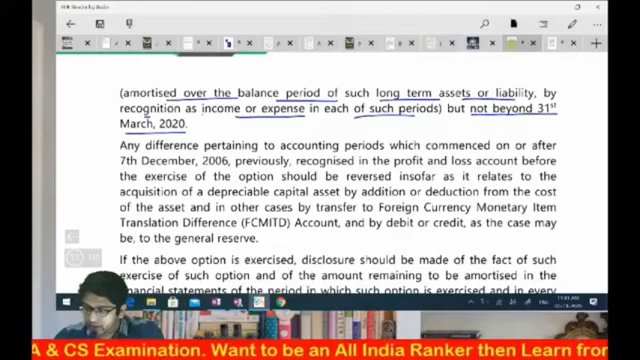 (amortised over the balance period of such long term assets or liability, by
recognition as income or expense in each of such periods) but not beyond 31st
March, 2020.
Any difference pertaining to accounting periods which commenced on or after
7th December, 2006, previously, recognised in the profit and loss account before
the exercise of the option should be reversed insofar as it relates to the
acquisition of a depreciable capital asset by addition or deduction from the cost
of the asset and in other cases by transfer to Foreign Currency Monetary Item
Translation Difference (FCMITD) Account, and by debit or credit, as the case may
be, to the general reserve.
If the above option is exercised, disclosure should be made of the fact of such
exercise of such option and of the amount remaining to be amortised in the
financial statements of the period in which such option is exercised and in every
A & CS Examination. Want to be an All India Ranker then Learn from